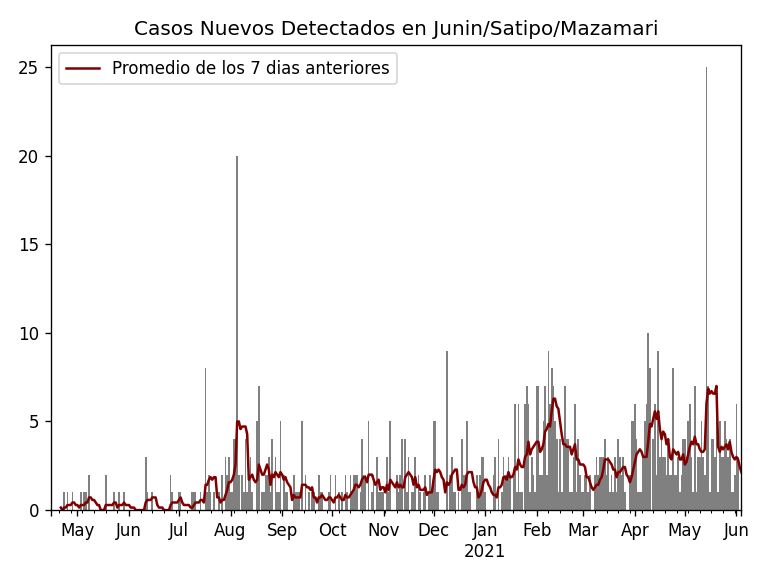 Casos Nuevos Detectados en Junin/Satipo/Mazamari
Promedio de los 7 dias anteriores
25
20
15
10
5
0
May Jun Jul Aug Sep Oct Nov Dec Jan Feb Mar Apr May Jun
2021